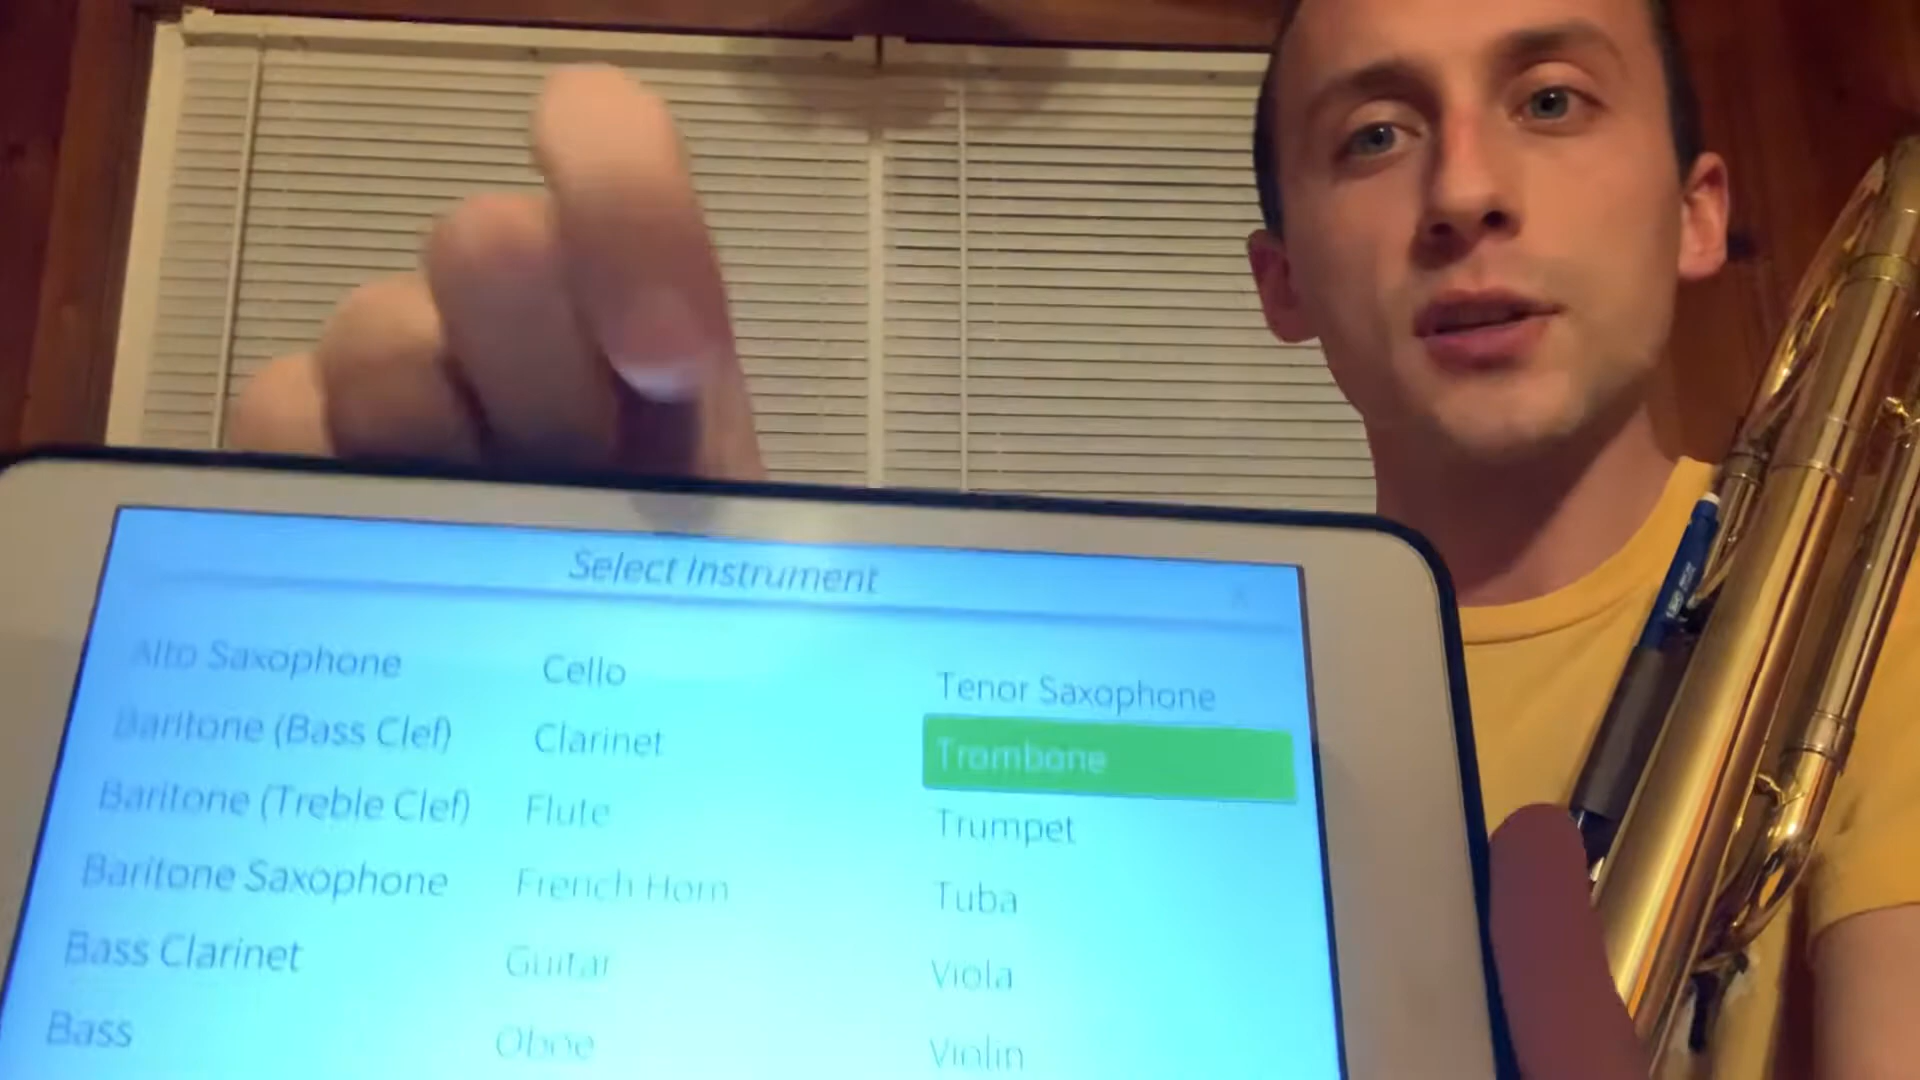 Select Instrument
Alto Saxophone
Baritone (Bass Clef)
Baritone (Treble Clef)
Baritone Saxophone
Bass Clarinet
Bass
Cello
Clarinet
Flute
French Horn
Guitar
Oboe
Tenor Saxophone
Trombone
Trumpet
Tuba
Viola
Violin